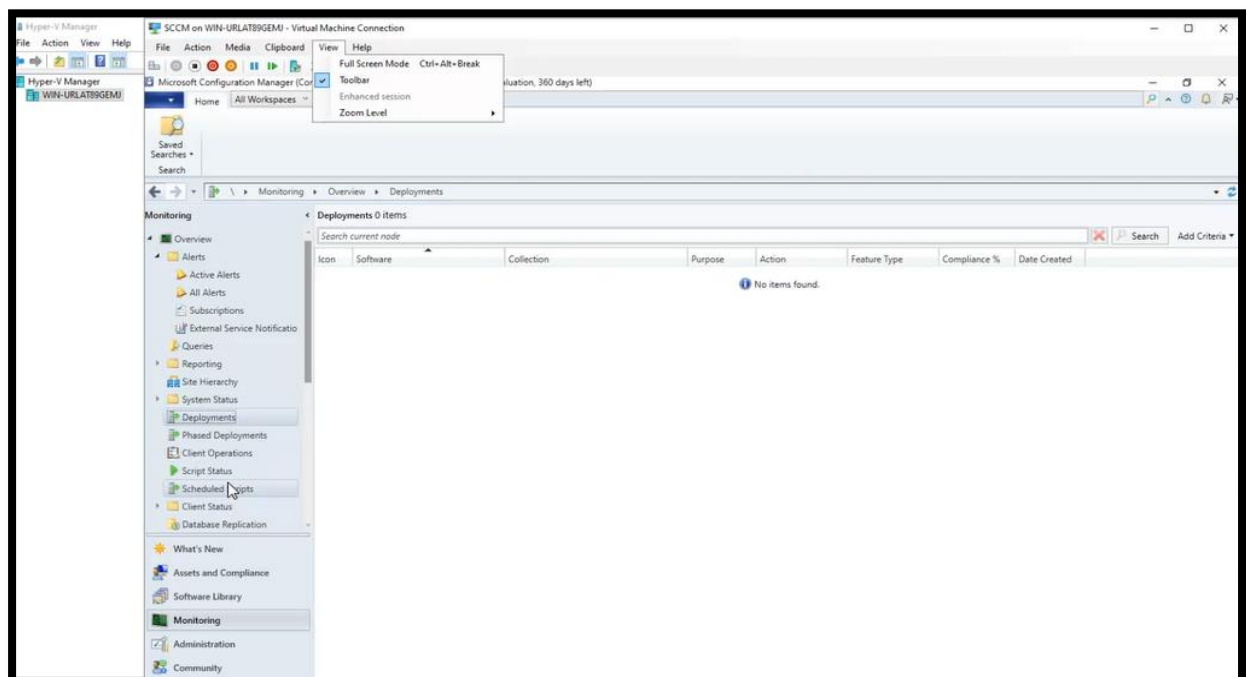 Hyper-V Manager
File Action View Help
Hyper-V Manager
WIN-URLAT89GEMJ
SCCM on WIN-URLAT89GEMJ - Virtual Machine Connection
File Action Media Clipboard View Help
Full Screen Mode Ctrl+Alt+Break
Toolbar
Enhanced session
Zoom Level
Microsoft Configuration Manager (Cor
luation, 360 days left)
Home All Workspaces
Saved
Searches
Search
\ Monitoring Overview Deployments
Monitoring
Overview
Alerts
Active Alerts
All Alerts
Subscriptions
External Service Notificatio
Queries
Reporting
Site Hierarchy
System Status
Deployments
Phased Deployments
Client Operations
Script Status
Scheduled
Client Status
Database Replication
What's New
Assets and Compliance
Software Library
Monitoring
Administration
Community
Deployments 0 items
Search current node
Search Add Criteria
Icon Software Collection Purpose Action Feature Type Compliance % Date Created
No items found.